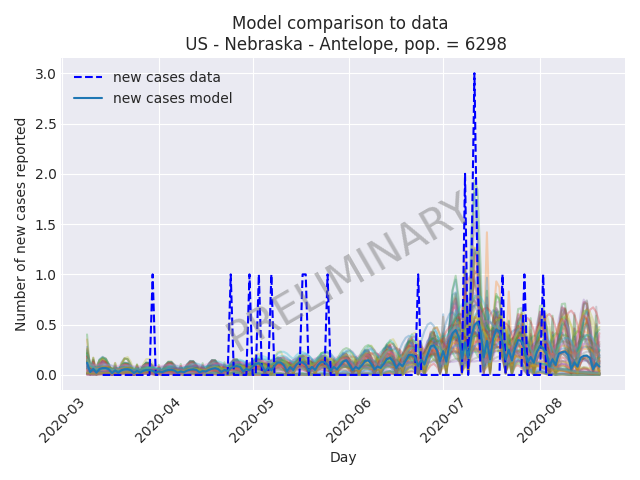 Model comparison to data
US - Nebraska - Antelope, pop. = 6298
3.0
2.5
2.0
1.5
1.0
0.5
0.0
Number of new cases reported
new cases data
new cases model
PRELIMINARY
2020-03
2020-04
2020-05
2020-06
2020-07
2020-08
Day